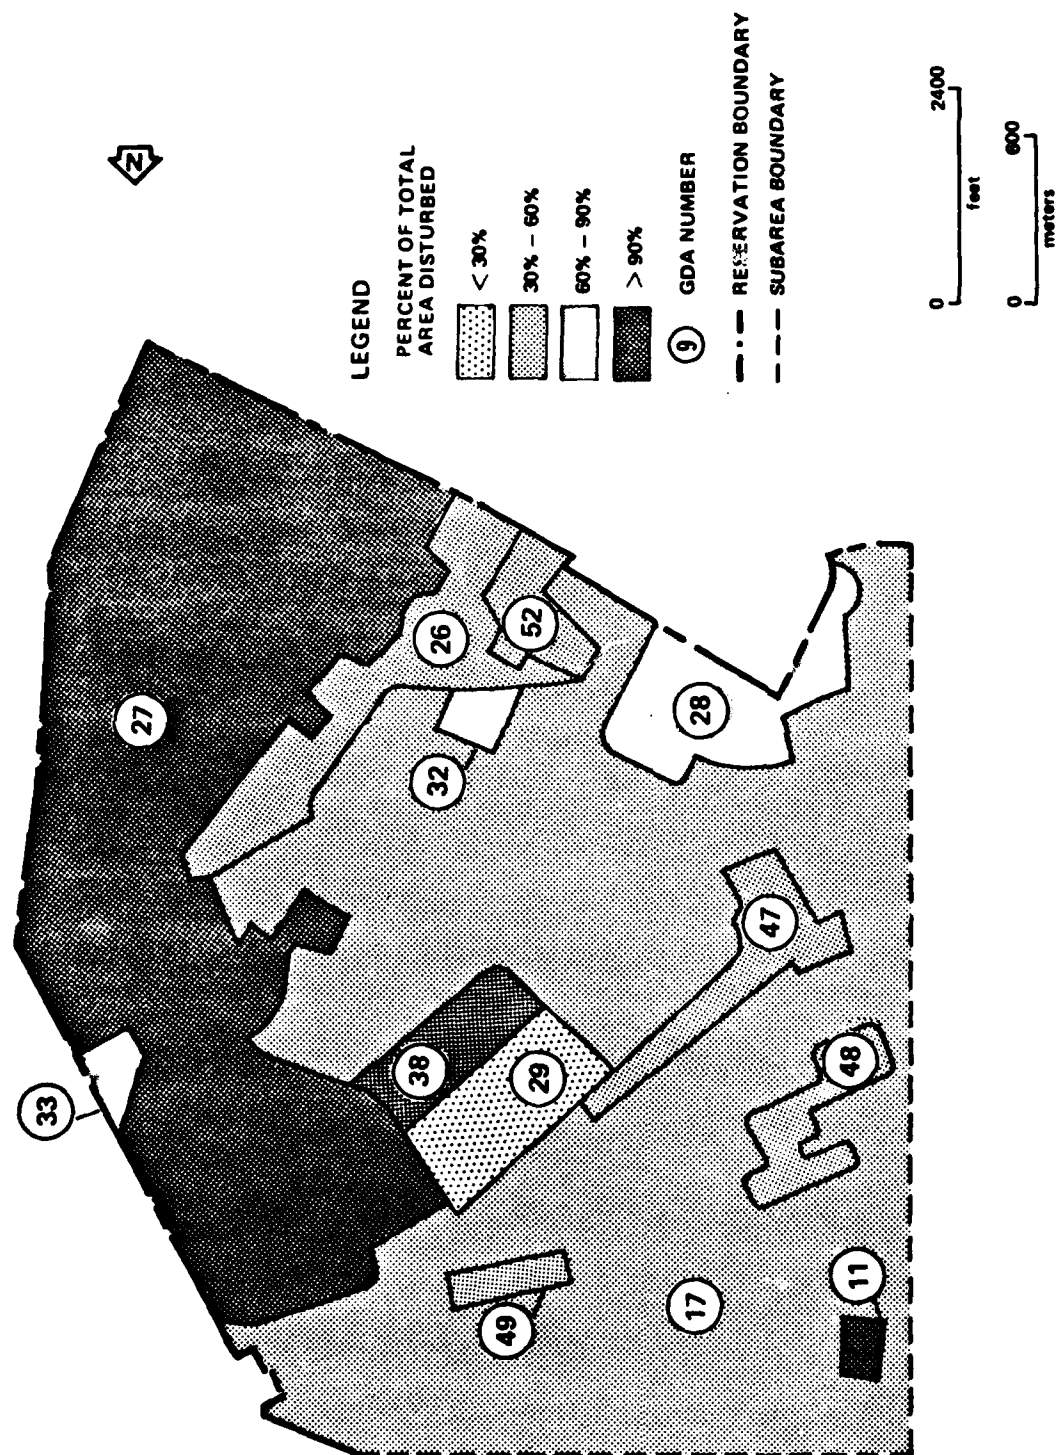 N
LEGEND
PERCENT OF TOTAL
AREA DISTURBED
< 30%
30% – 60%
60% – 90%
> 90%
9 GDA NUMBER
RESERVATION BOUNDARY
SUBAREA BOUNDARY
0 2400
feet
0 600
meters
33
27
26
52
32
28
38
29
47
48
49
17
11